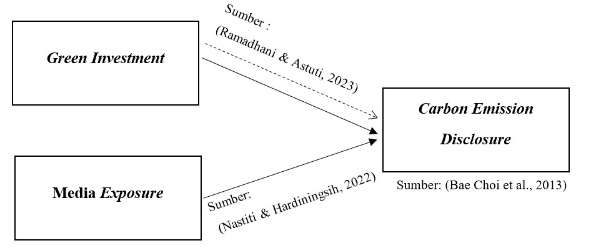 Sumber :
(Ramadhani & Astuti, 2023)
Green Investment
Carbon Emission
Disclosure
Sumber: (Bae Choi et al., 2013)
Media Exposure
Sumber:
(Nastiti & Hardiningsih, 2022)